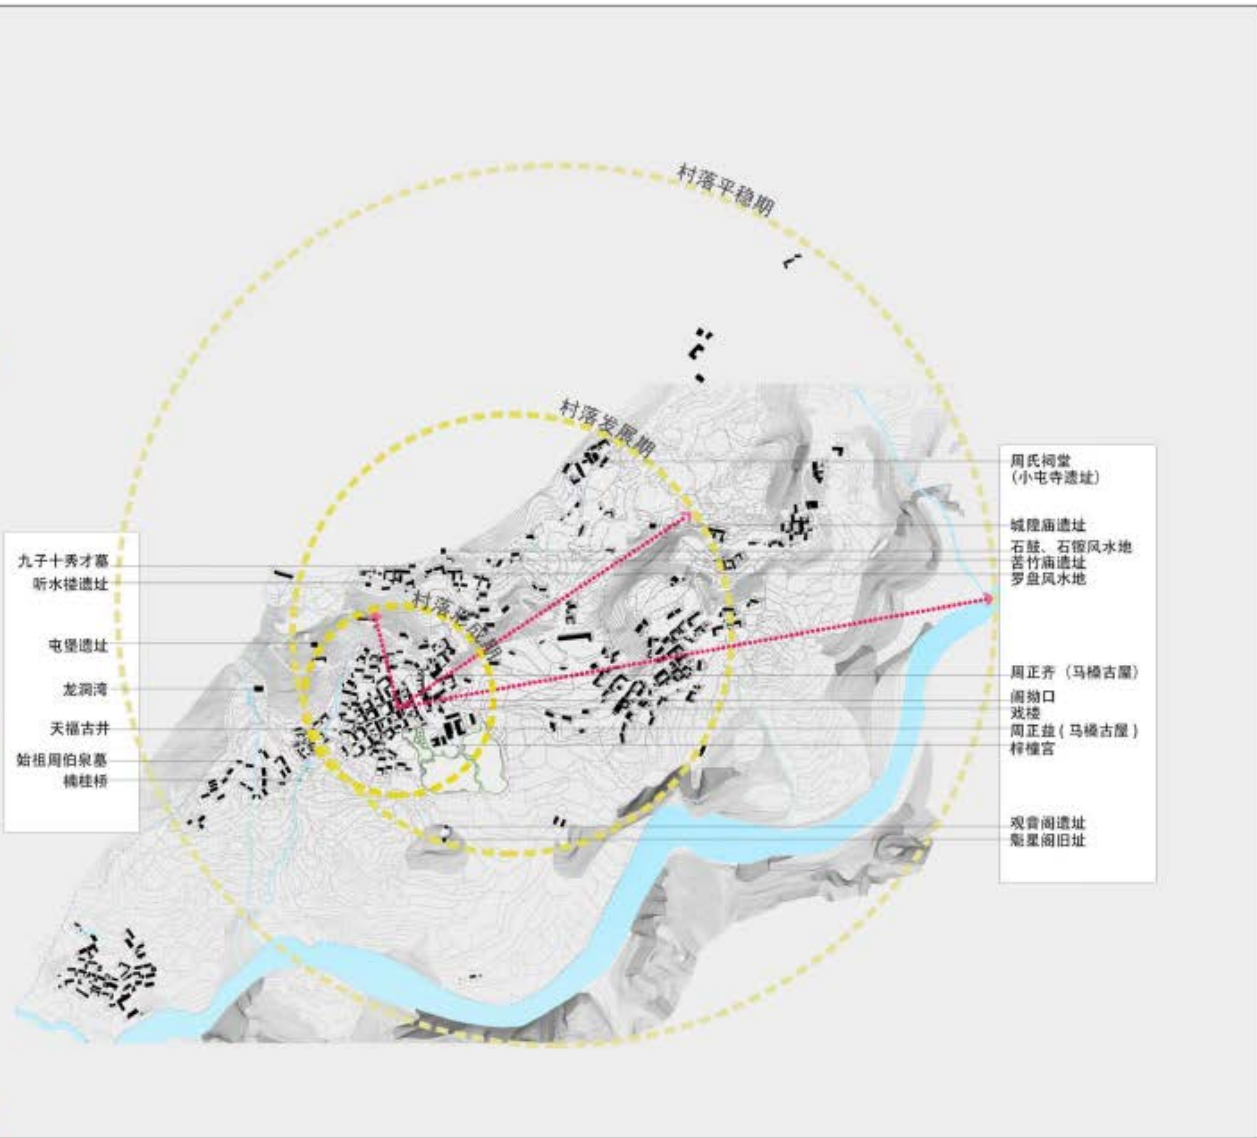 村落平稳期
村落发展期
村落形成期
九子十秀才墓
听水楼遗址
屯堡遗址
龙洞湾
天福古井
始祖周伯泉墓
楠桂桥
周氏祠堂
(小屯寺遗址)
城隍庙遗址
石鼓、石锣风水地
苦竹庙遗址
罗盘风水地
周正齐（马槽古屋）
阁坳口
戏楼
周正益(马槽古屋)
梓橦宫
观音阁遗址
魁星阁旧址